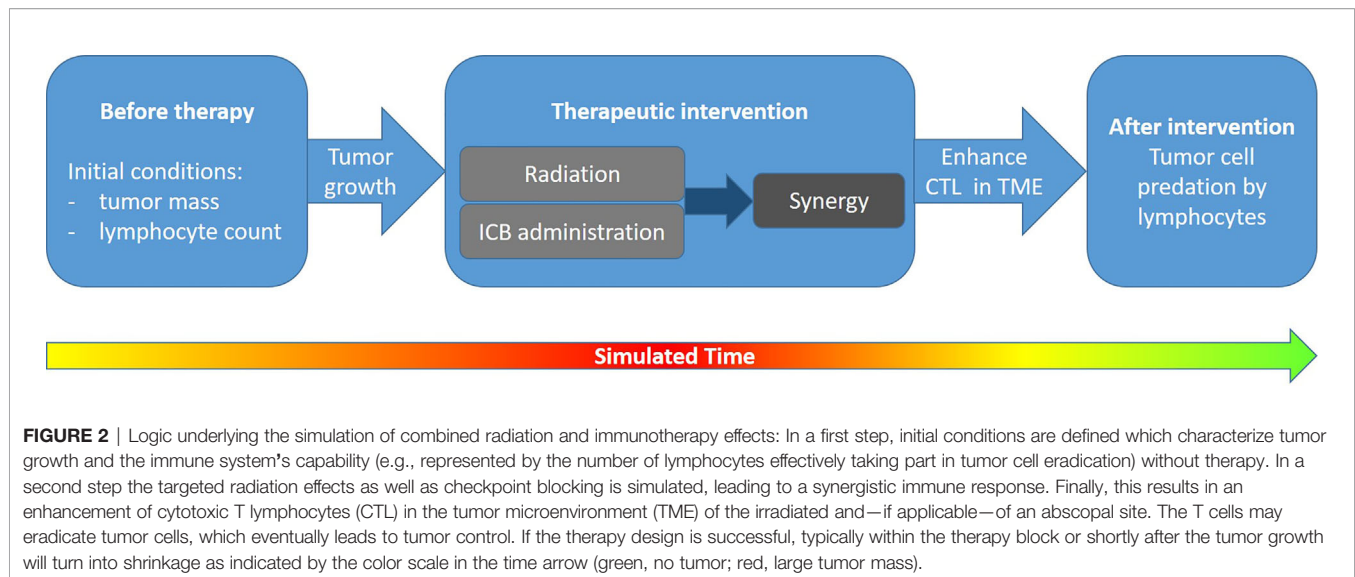 Before therapy
Initial conditions:
- tumor mass
- lymphocyte count
Tumor
growth
Therapeutic intervention
Radiation
ICB administration
Synergy
Enhance
CTL in TME
After intervention
Tumor cell
predation by
lymphocytes
Simulated Time
FIGURE 2 | Logic underlying the simulation of combined radiation and immunotherapy effects: In a first step, initial conditions are defined which characterize tumor
growth and the immune system's capability (e.g., represented by the number of lymphocytes effectively taking part in tumor cell eradication) without therapy. In a
second step the targeted radiation effects as well as checkpoint blocking is simulated, leading to a synergistic immune response. Finally, this results in an
enhancement of cytotoxic T lymphocytes (CTL) in the tumor microenvironment (TME) of the irradiated and—if applicable—of an abscopal site. The T cells may
eradicate tumor cells, which eventually leads to tumor control. If the therapy design is successful, typically within the therapy block or shortly after the tumor growth
will turn into shrinkage as indicated by the color scale in the time arrow (green, no tumor; red, large tumor mass).